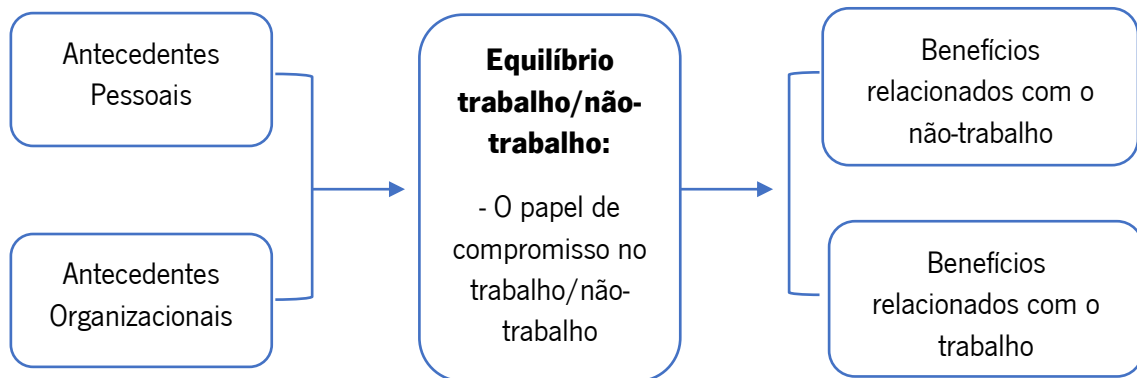 Antecedentes
Pessoais
Antecedentes
Organizacionais
Equilíbrio
trabalho/não-
trabalho:
- O papel de
compromisso no
trabalho/não-
trabalho
Benefícios
relacionados com o
não-trabalho
Benefícios
relacionados com o
trabalho